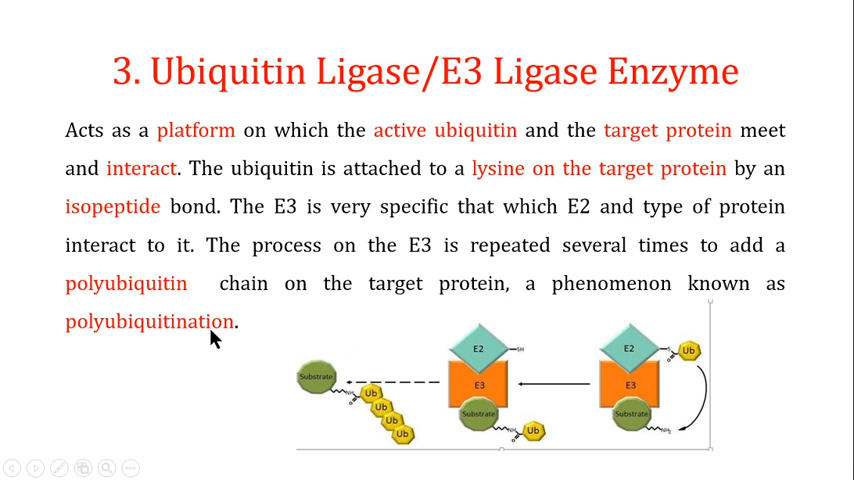 3. Ubiquitin Ligase/E3 Ligase Enzyme
Acts as a platform on which the active ubiquitin and the target protein meet
and interact. The ubiquitin is attached to a lysine on the target protein by an
isopeptide bond. The E3 is very specific that which E2 and type of protein
interact to it. The process on the E3 is repeated several times to add a
polyubiquitin chain on the target protein, a phenomenon known as
polyubiquitination.
E2
SH
E2
S
Ub
O
Substrate
E3
E3
NH
O
Ub
Ub
Ub
Ub
Substrate
NH
O
Ub
Substrate
NH₂